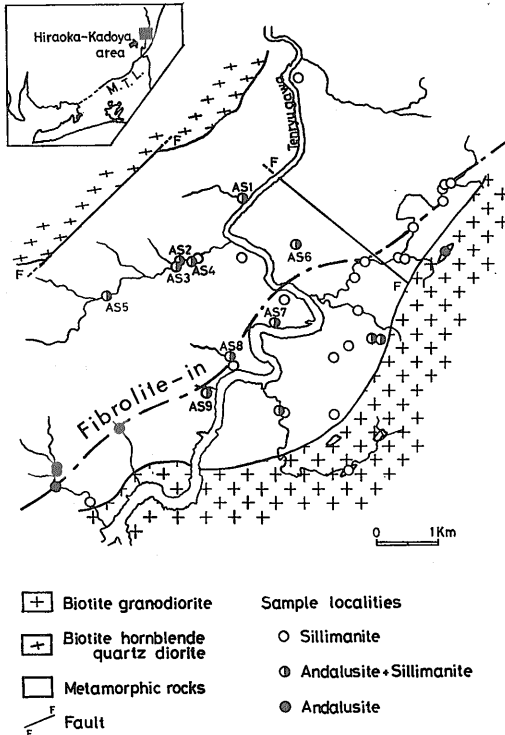 Hiraoka-Kadoya
area
M. T. L.
Tenryugawa
F
F
F
F
AS1
AS2
AS3
AS4
AS5
AS6
AS7
AS8
AS9
Fibrolite-in
0 1Km
Biotite granodiorite
Biotite hornblende
quartz diorite
Metamorphic rocks
F F Fault
Sample localities
Sillimanite
Andalusite+Sillimanite
Andalusite